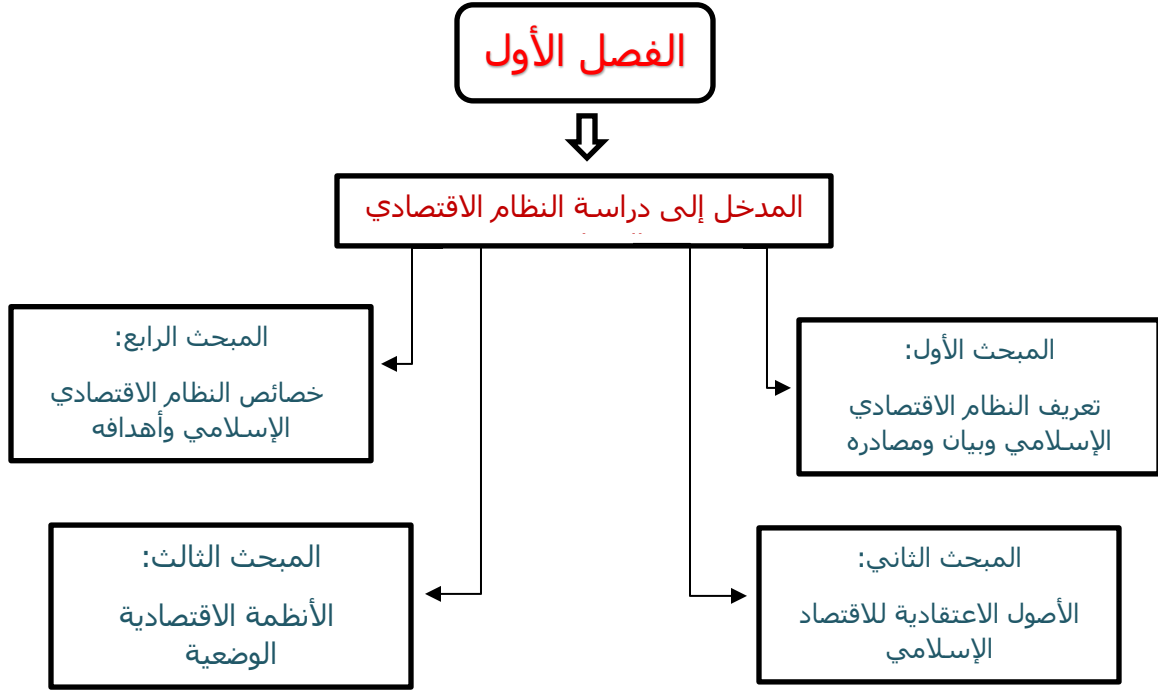 الفصل الأول
المدخل إلى دراسة النظام الاقتصادي
المبحث الأول:
تعريف النظام الاقتصادي
الإسلامي وبيان ومصادره
المبحث الثاني:
الأصول الاعتقادية للاقتصاد
الإسلامي
المبحث الثالث:
الأنظمة الاقتصادية
الوضعية
المبحث الرابع:
خصائص النظام الاقتصادي
الإسلامي وأهدافه